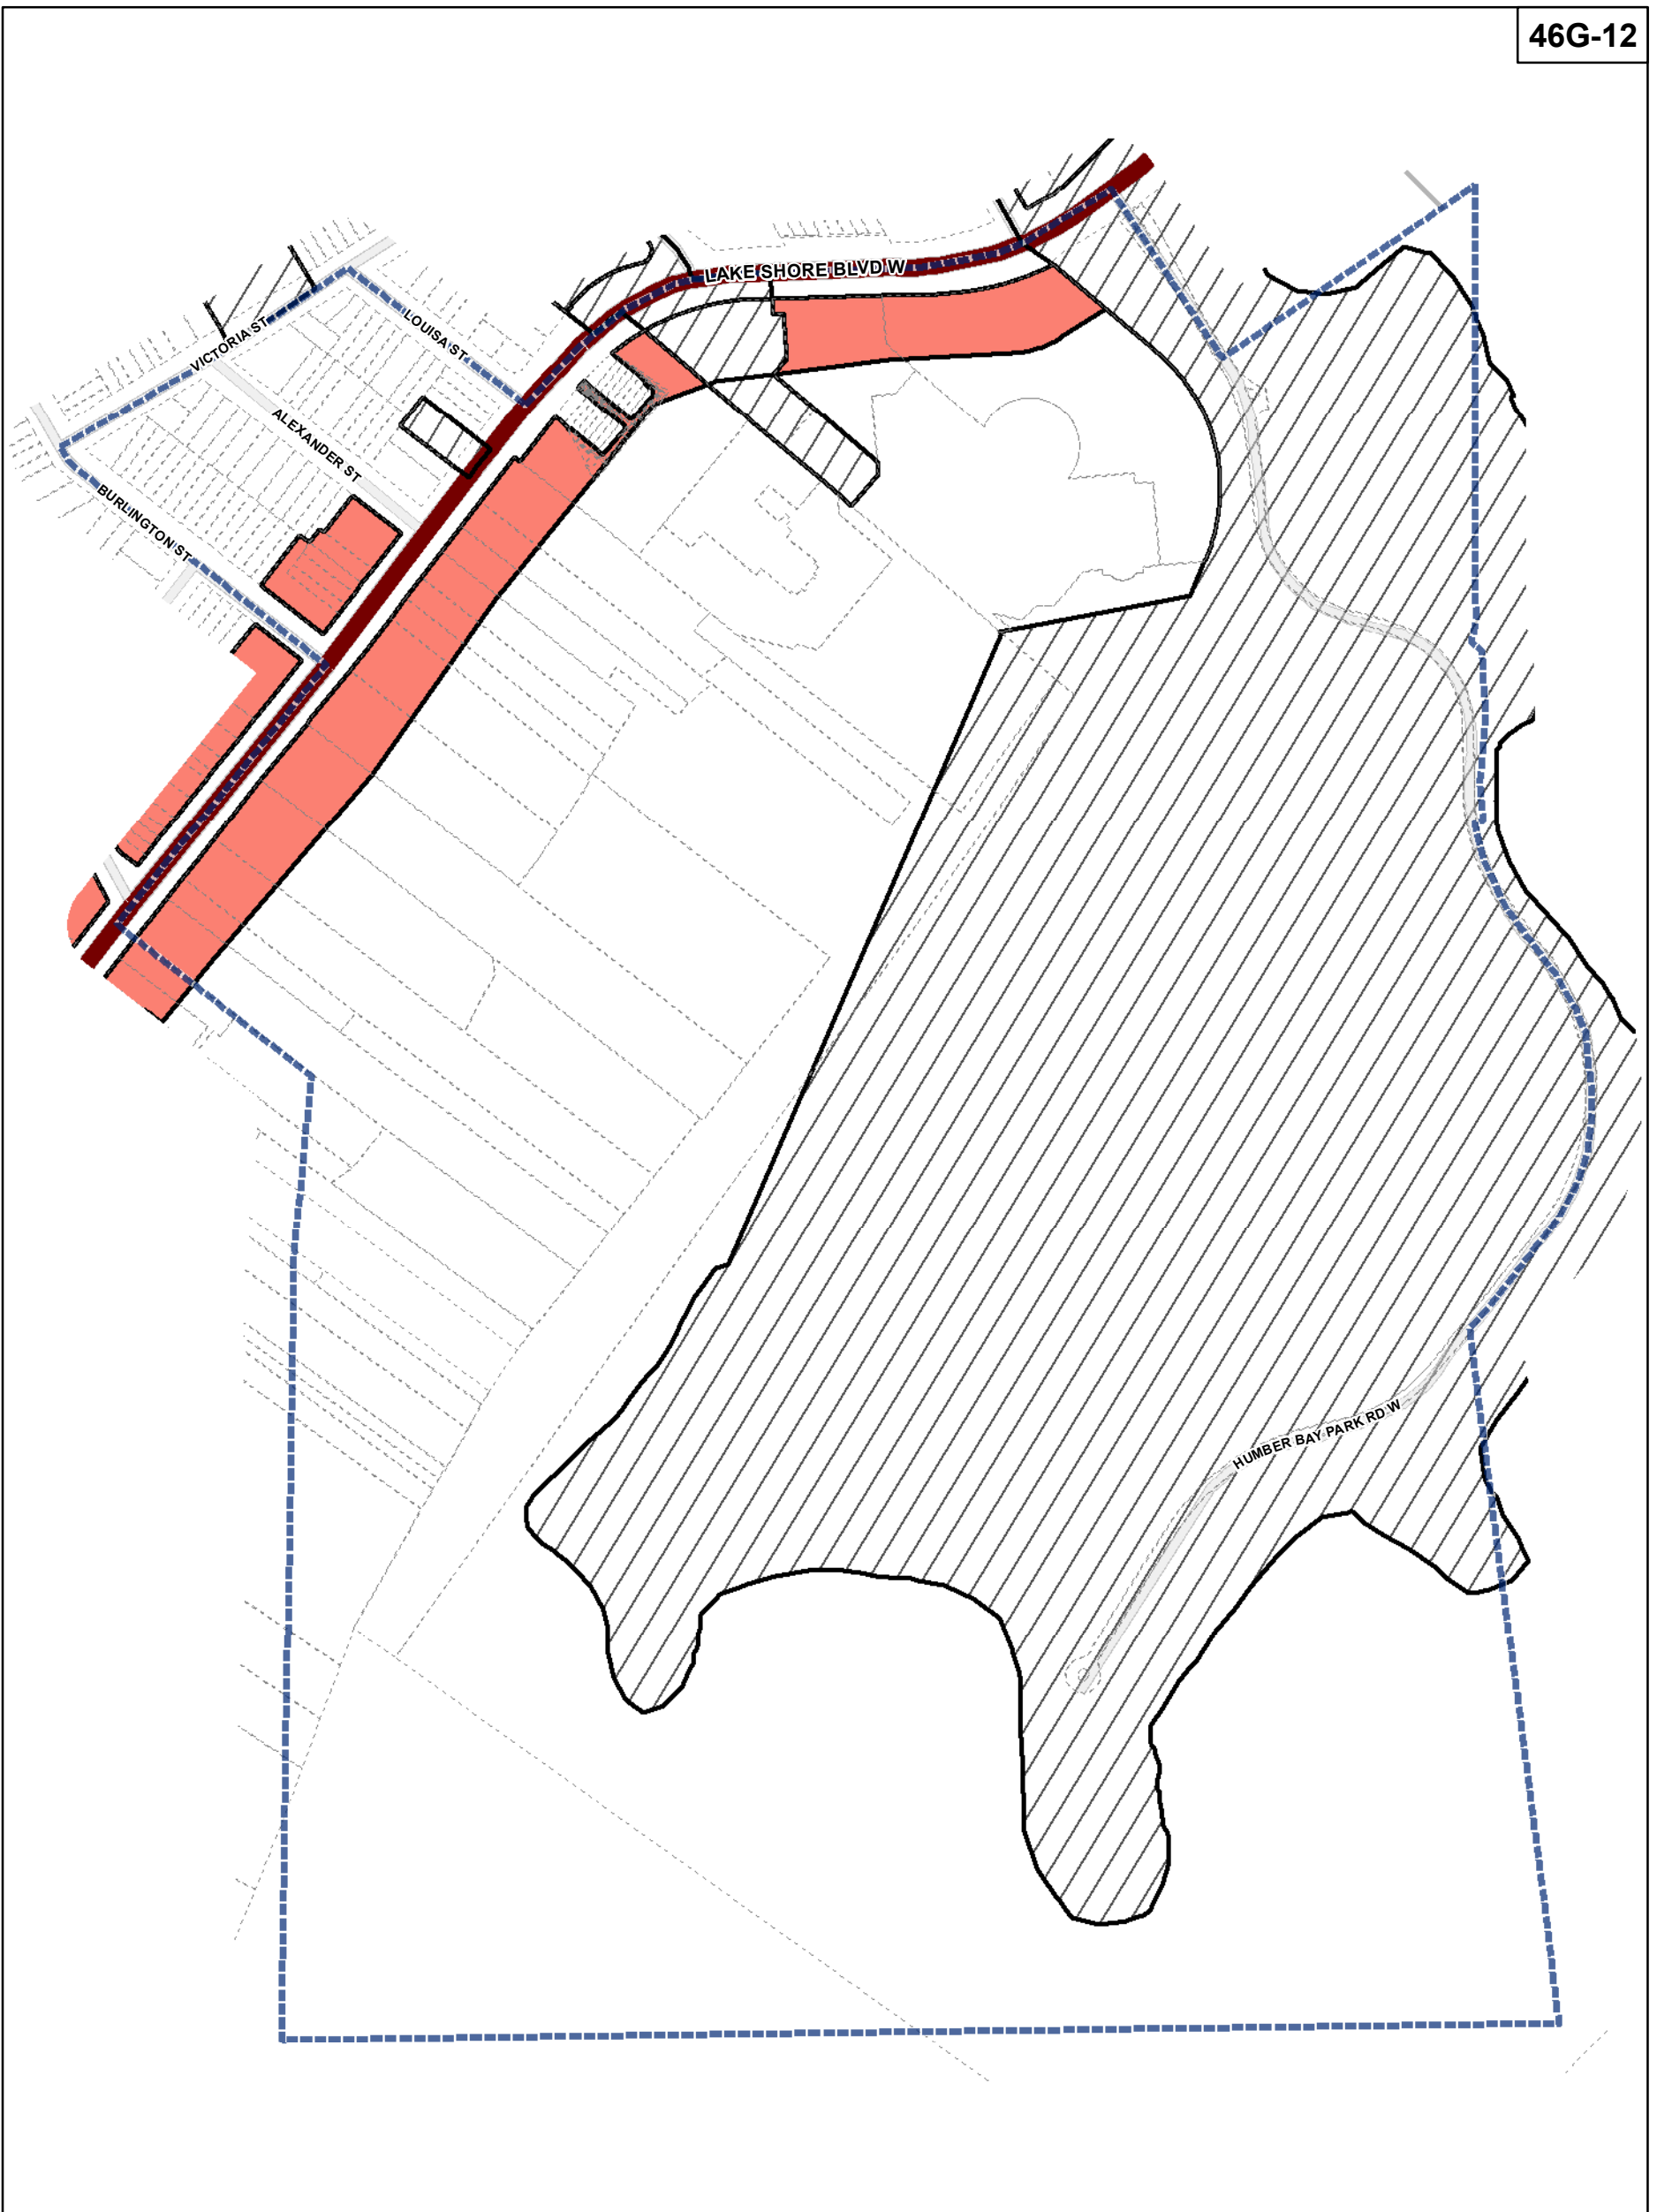 46G-12
LAKE SHORE BLVD W
VICTORIA ST
LOUISA ST
ALEXANDER ST
BURLINGTON ST
HUMBER BAY PARK RD W